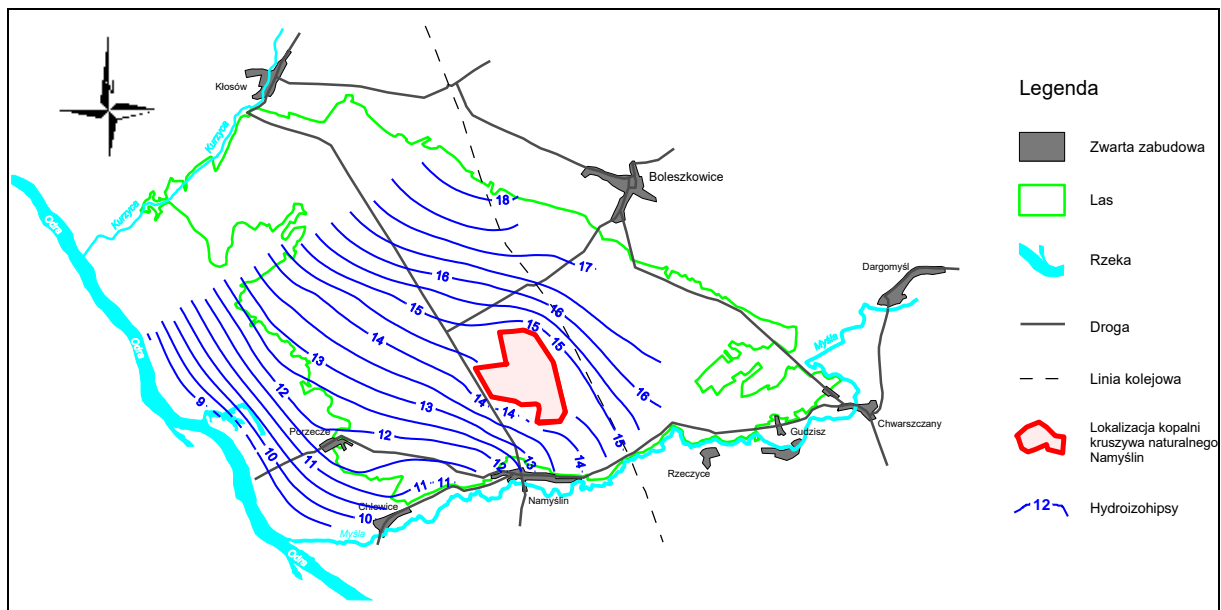 Kłosów
Kurzyca
Kurzyca
Boleszkowice
Dargomyśl
Myśla
Chwarszczany
Gudzisz
Rzeczyce
Namyślin
Porzecze
Chlewice
Myśla
Odra
Odra
Odra
Odra
18
17
16
16
16
15
15
15
15
14
14
14
14
13
13
13
12
12
12
11
11
11
10
10
9
Legenda
Zwarta zabudowa
Las
Rzeka
Droga
Linia kolejowa
Lokalizacja kopalni
kruszywa naturalnego
Namyślin
12
Hydroizohipsy